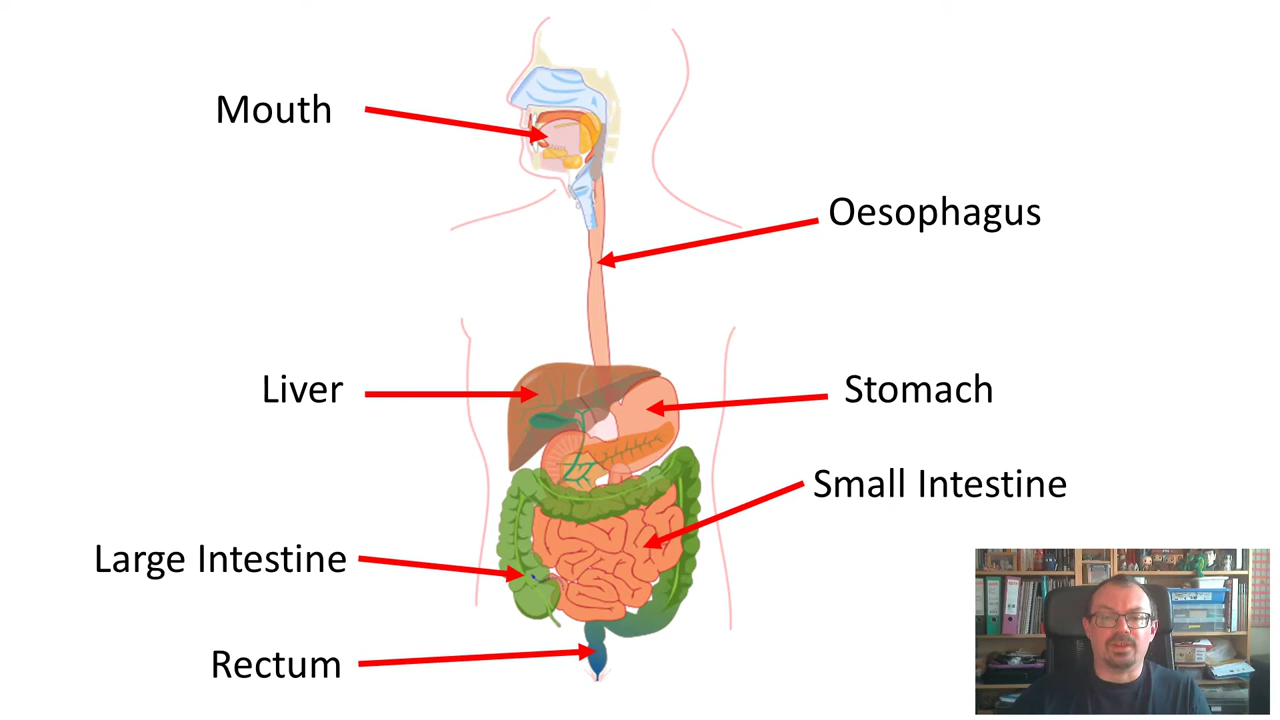 Mouth
Oesophagus
Liver
Stomach
Small Intestine
Large Intestine
Rectum